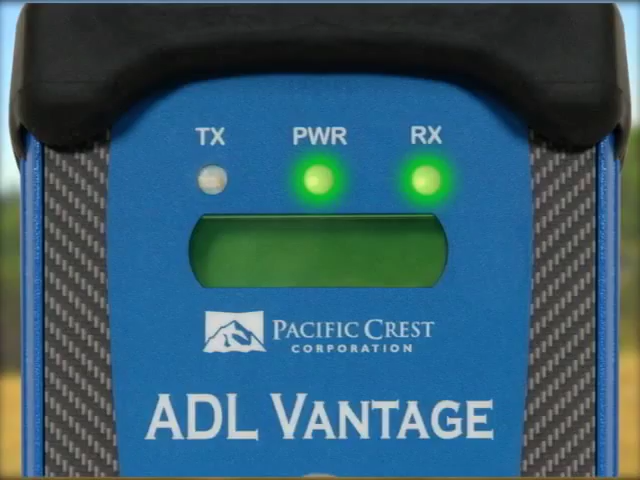 TX PWR RX
PACIFIC CREST
CORPORATION
ADL VANTAGE